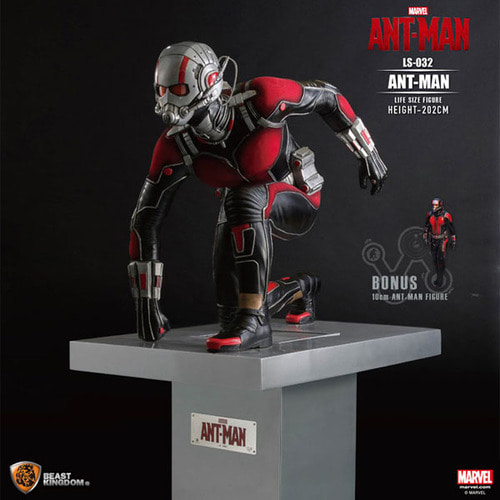 MARVEL
ANT-MAN
LS-032
ANT-MAN
LIFE SIZE FIGURE
HEIGHT-202CM
BONUS
10cm ANT-MAN FIGURE
ANT-MAN
BEAST
KINGDOM®
MARVEL
marvel.com
© MARVEL